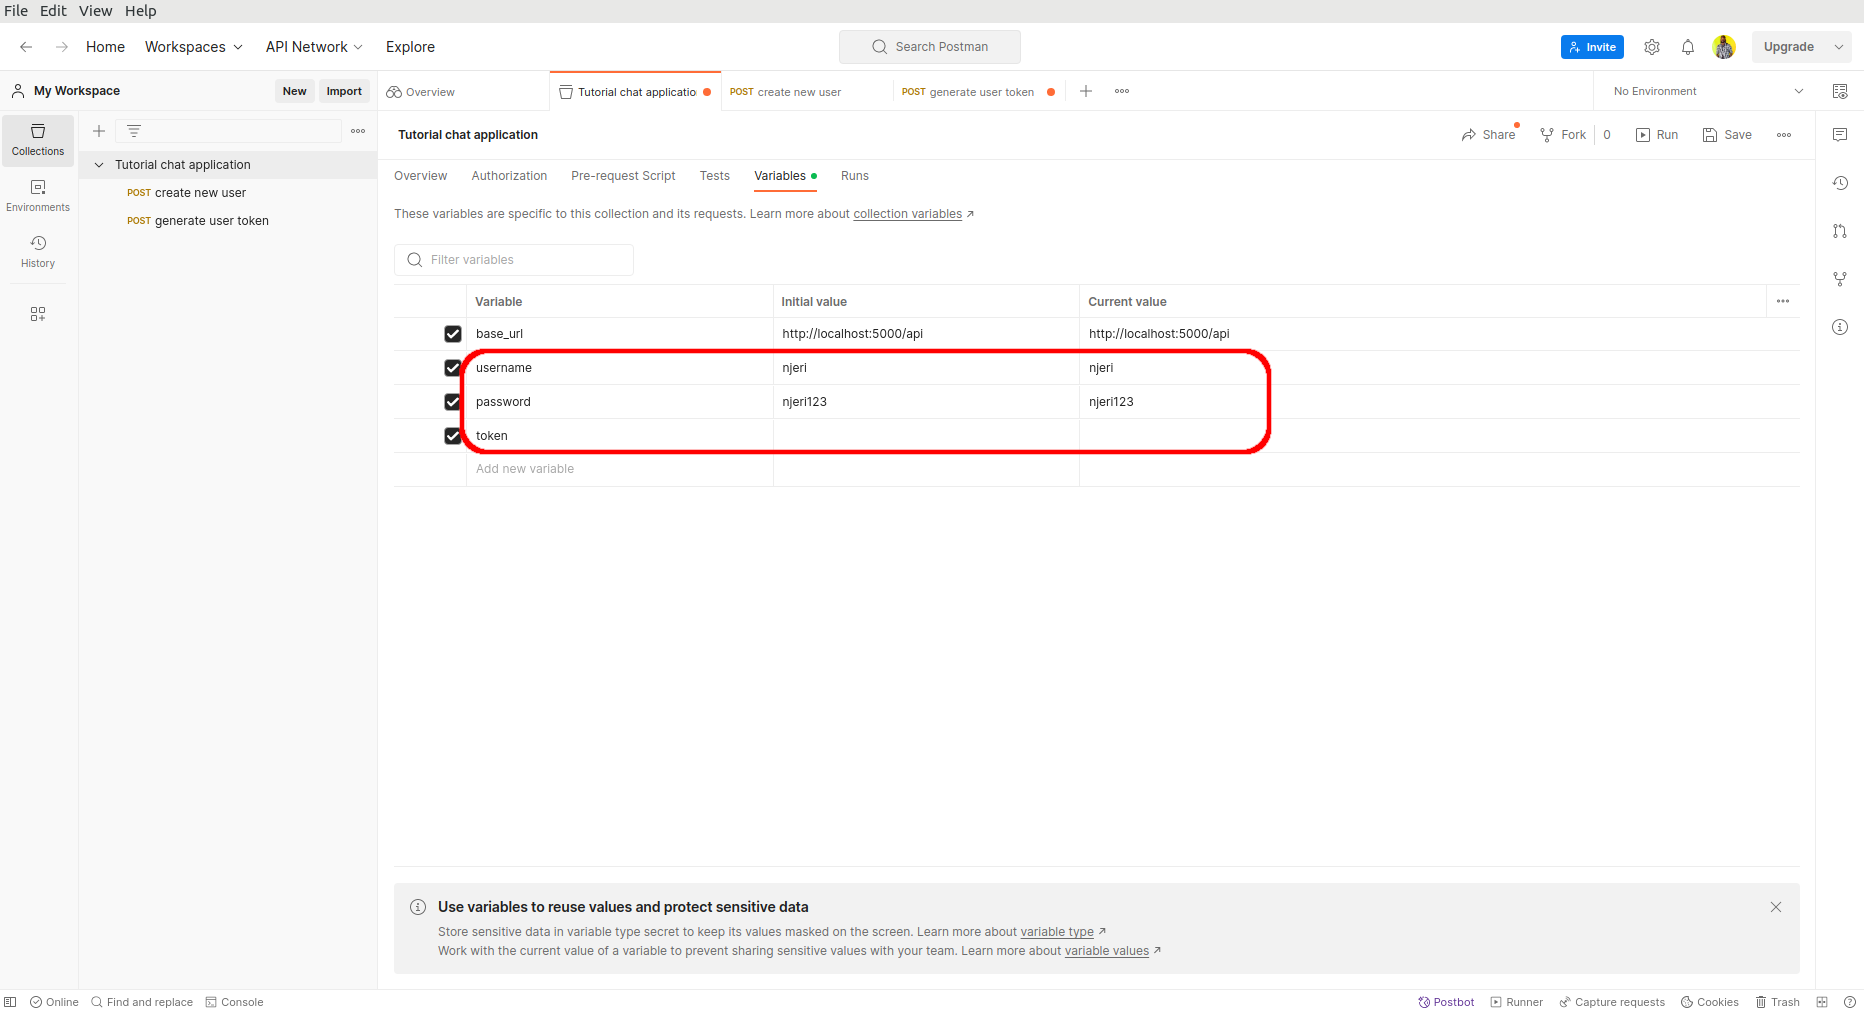 File Edit View Help
Home Workspaces API Network Explore Search Postman Invite Upgrade
My Workspace New Import Overview Tutorial chat applicatio POST create new user POST generate user token No Environment
Collections
Environments
History
Tutorial chat application
POST create new user
POST generate user token
Tutorial chat application Share Fork 0 Run Save
Overview Authorization Pre-request Script Tests Variables Runs
These variables are specific to this collection and its requests. Learn more about collection variables ↗
Filter variables
Variable Initial value Current value
base_url http://localhost:5000/api http://localhost:5000/api
username njeri njeri
password njeri123 njeri123
token
Add new variable
Use variables to reuse values and protect sensitive data
Store sensitive data in variable type secret to keep its values masked on the screen. Learn more about variable type ↗
Work with the current value of a variable to prevent sharing sensitive values with your team. Learn more about variable values ↗
Online Find and replace Console Postbot Runner Capture requests Cookies Trash